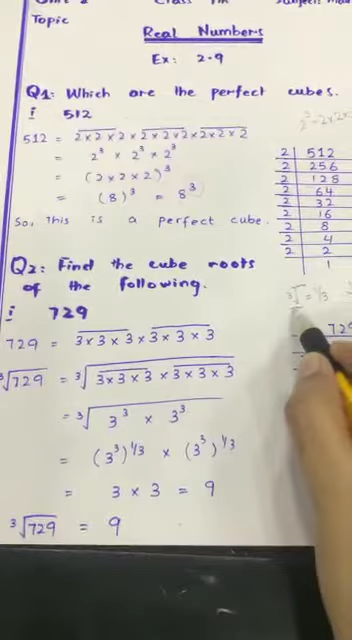 Topic
Real Numbers
Ex: 2.9
Q1: Which are the perfect cubes.
i 512
512 = 2×2×2×2×2×2×2×2×2
= 2³ × 2³ × 2³
= (2×2×2)³
= (8)³ = 8³
So, this is a perfect cube.
2 512
2 256
2 128
2 64
2 32
2 16
2 8
2 4
2 2
1
Q2: Find the cube roots
of the following.
i 729
³√ = 1/3
729 = 3×3×3×3×3×3
³√729 = ³√3×3×3×3×3×3
= ³√3³ × 3³
= (3³)^1/3 × (3³)^1/3
= 3 × 3 = 9
³√729 = 9